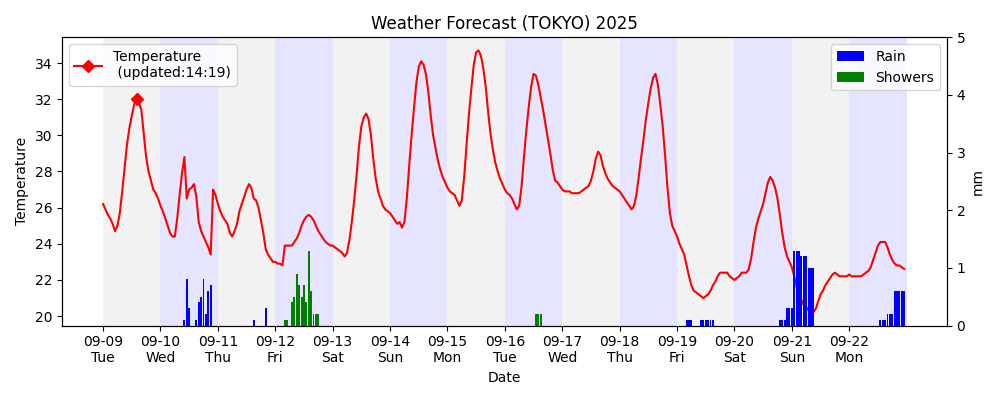 Weather Forecast (TOKYO) 2025
Temperature
(updated:14:19)
Rain
Showers
Temperature
34
32
30
28
26
24
22
20
5
4
3
2
1
0
mm
09-09 09-10 09-11 09-12 09-13 09-14 09-15 09-16 09-17 09-18 09-19 09-20 09-21 09-22
Tue Wed Thu Fri Sat Sun Mon Tue Wed Thu Fri Sat Sun Mon
Date